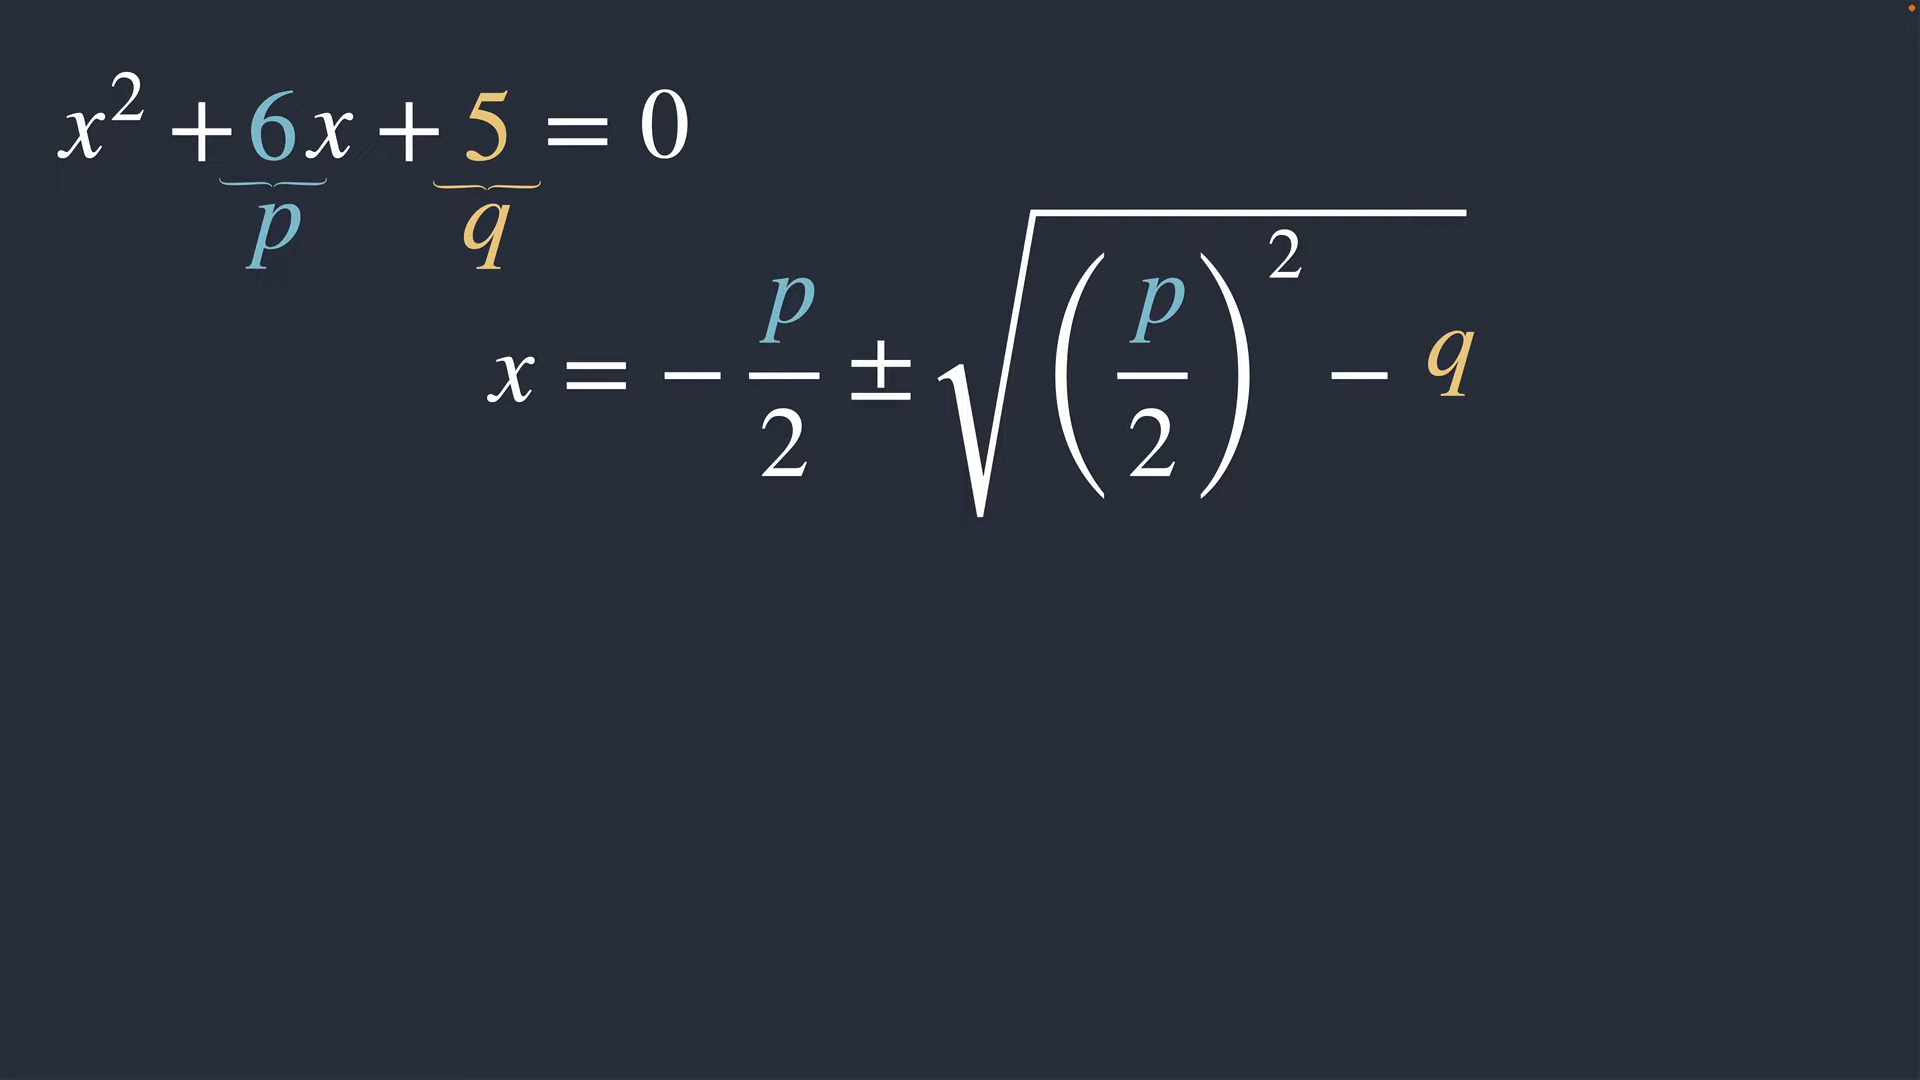 x² + 6x + 5 = 0
p q
x = − p/2 ± √((p/2)² − q)